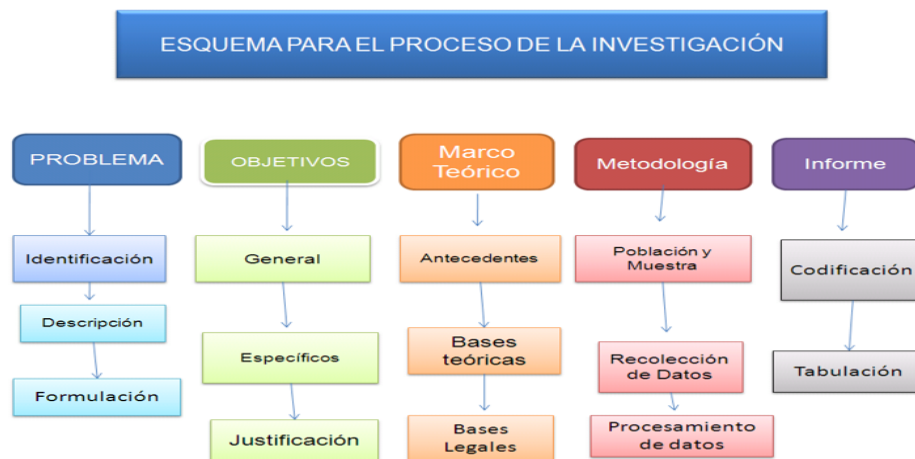 ESQUEMA PARA EL PROCESO DE LA INVESTIGACIÓN
PROBLEMA
Identificación
Descripción
Formulación
OBJETIVOS
General
Específicos
Justificación
Marco
Teórico
Antecedentes
Bases
teóricas
Bases
Legales
Metodología
Población y
Muestra
Recolección
de Datos
Procesamiento
de datos
Informe
Codificación
Tabulación